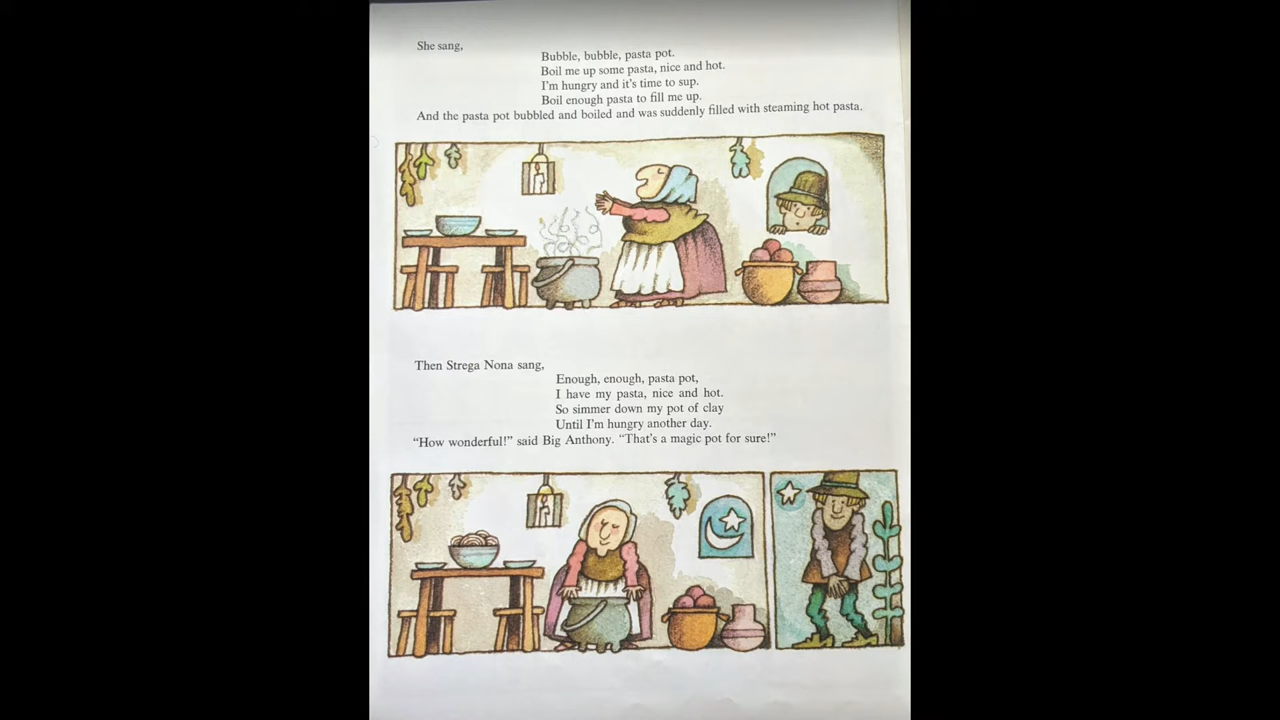 She sang,
Bubble, bubble, pasta pot.
Boil me up some pasta, nice and hot.
I'm hungry and it's time to sup.
Boil enough pasta to fill me up.
And the pasta pot bubbled and boiled and was suddenly filled with steaming hot pasta.
Then Strega Nona sang,
Enough, enough, pasta pot,
I have my pasta, nice and hot.
So simmer down my pot of clay
Until I'm hungry another day.
“How wonderful!” said Big Anthony. “That's a magic pot for sure!”